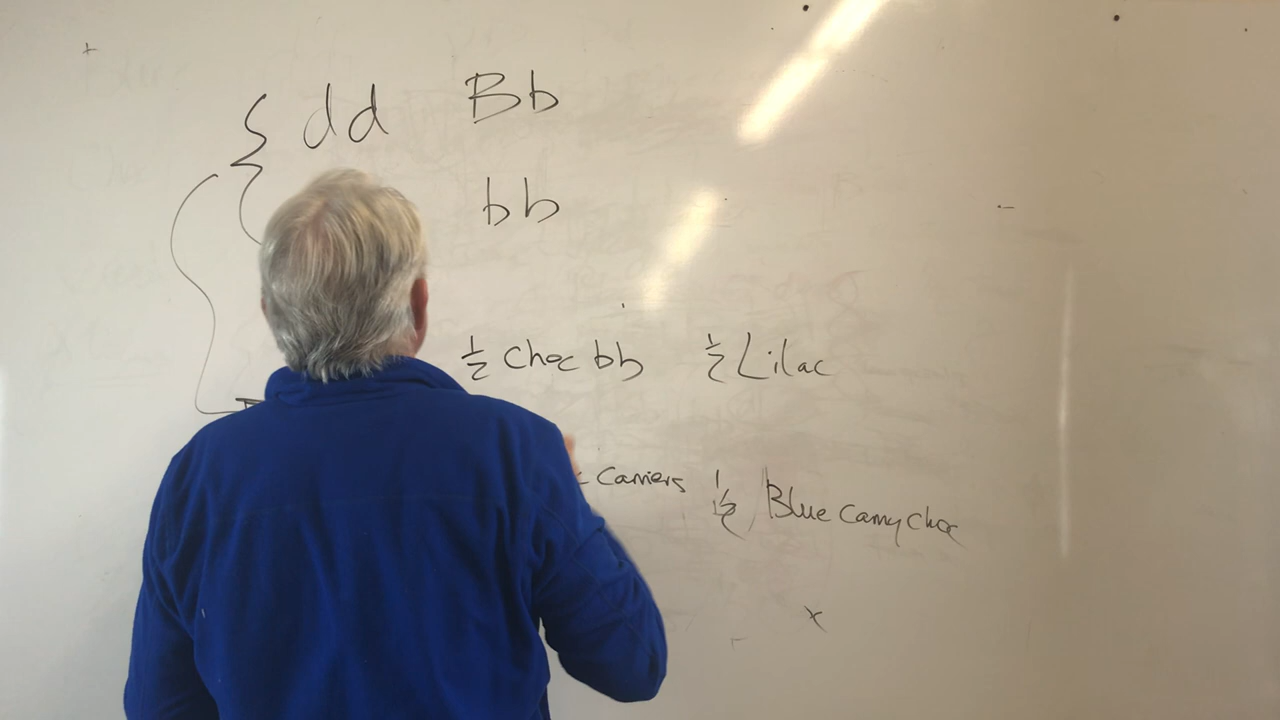 dd Bb
bb
½ choc bb ½ Lilac
carriers ½ Blue carry choc